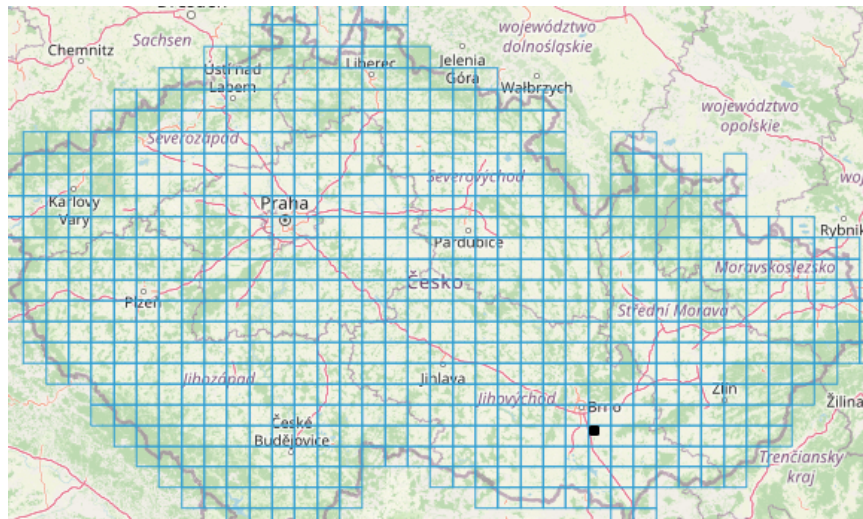 Dresden
Chemnitz
Sachsen
województwo
dolnośląskie
Ústí nad
Labem
Liberec
Jelenia
Góra
Wałbrzych
województwo
opolskie
Severozápad
Severovýchod
Karlovy
Vary
Praha
Pardubice
Rybnik
Česko
Moravskoslezsko
Plzeň
Střední Morava
Jihozápad
Jihlava
Jihovýchod
Zlín
Brno
Žilina
České
Budějovice
Trenčiansky
kraj